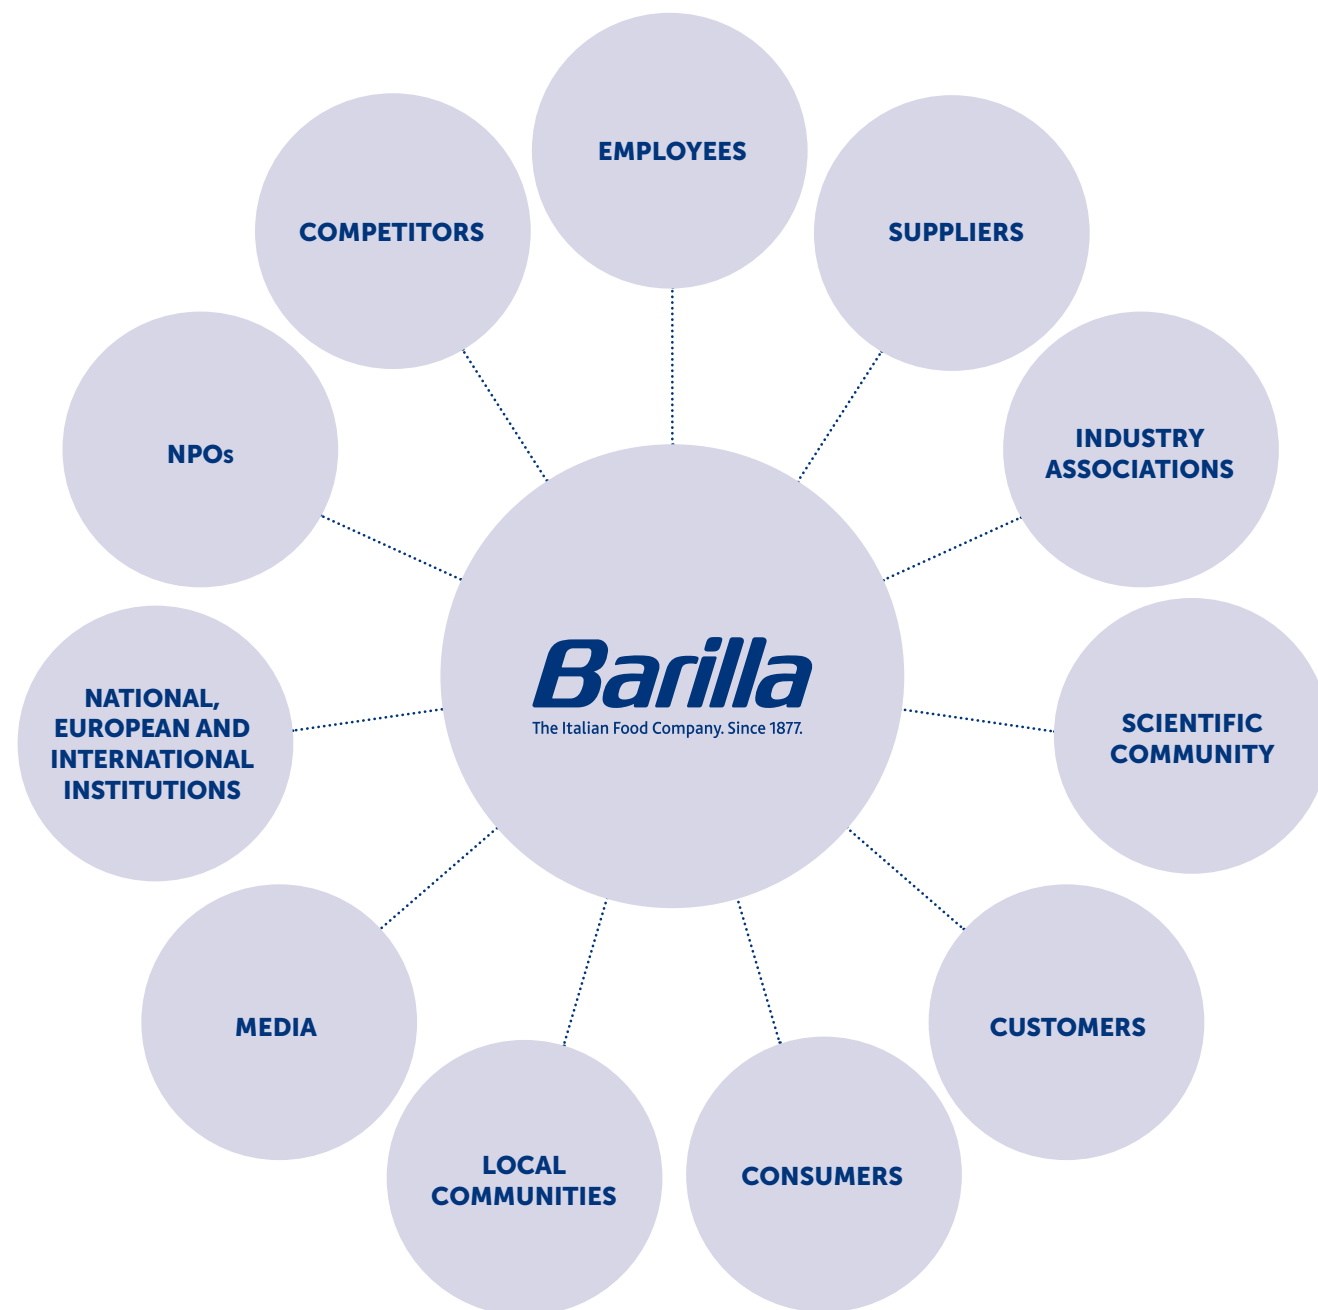 EMPLOYEES
COMPETITORS
SUPPLIERS
INDUSTRY
ASSOCIATIONS
NPOs
Barilla
The Italian Food Company. Since 1877.
NATIONAL,
EUROPEAN AND
INTERNATIONAL
INSTITUTIONS
SCIENTIFIC
COMMUNITY
MEDIA
CUSTOMERS
LOCAL
COMMUNITIES
CONSUMERS